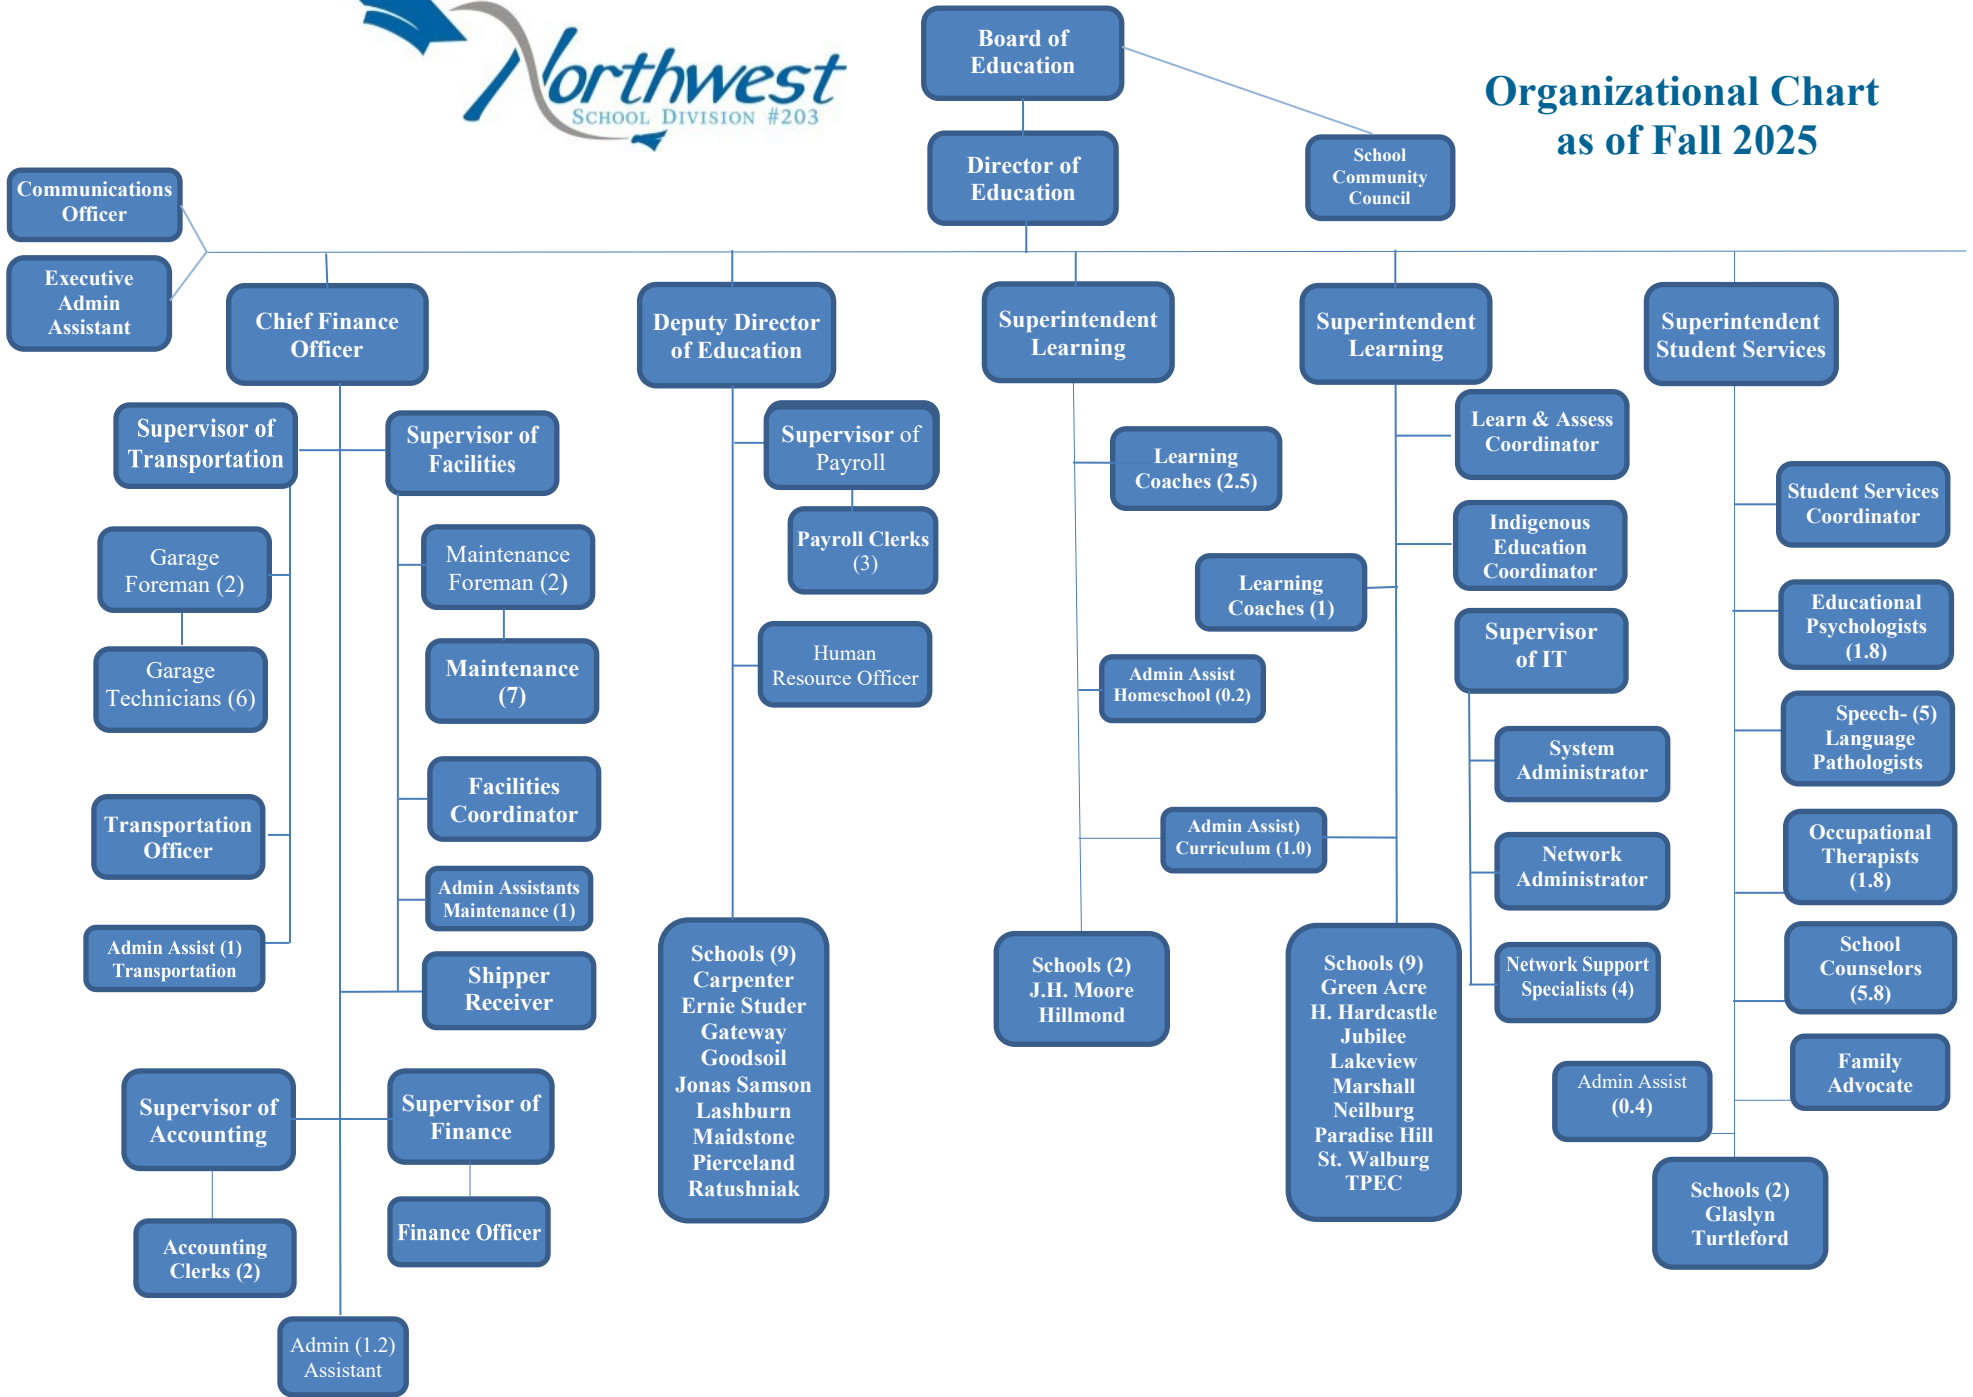 Northwest
SCHOOL DIVISION #203
Board of
Education
Organizational Chart
as of Fall 2025
Director of
Education
School
Community
Council
Communications
Officer
Executive
Admin
Assistant
Chief Finance
Officer
Deputy Director
of Education
Superintendent
Learning
Superintendent
Learning
Superintendent
Student Services
Supervisor of
Transportation
Supervisor of
Facilities
Garage
Foreman (2)
Garage
Technicians (6)
Transportation
Officer
Admin Assist (1)
Transportation
Maintenance
Foreman (2)
Maintenance
(7)
Facilities
Coordinator
Admin Assistants
Maintenance (1)
Shipper
Receiver
Supervisor of
Accounting
Supervisor of
Finance
Accounting
Clerks (2)
Finance Officer
Admin (1.2)
Assistant
Supervisor of
Payroll
Payroll Clerks
(3)
Human
Resource Officer
Schools (9)
Carpenter
Ernie Studer
Gateway
Goodsoil
Jonas Samson
Lashburn
Maidstone
Pierceland
Ratushniak
Learning
Coaches (2.5)
Admin Assist
Homeschool (0.2)
Admin Assist)
Curriculum (1.0)
Schools (2)
J.H. Moore
Hillmond
Learning
Coaches (1)
Learn & Assess
Coordinator
Indigenous
Education
Coordinator
Supervisor
of IT
System
Administrator
Network
Administrator
Network Support
Specialists (4)
Schools (9)
Green Acre
H. Hardcastle
Jubilee
Lakeview
Marshall
Neilburg
Paradise Hill
St. Walburg
TPEC
Student Services
Coordinator
Educational
Psychologists
(1.8)
Speech- (5)
Language
Pathologists
Occupational
Therapists
(1.8)
School
Counselors
(5.8)
Family
Advocate
Admin Assist
(0.4)
Schools (2)
Glaslyn
Turtleford